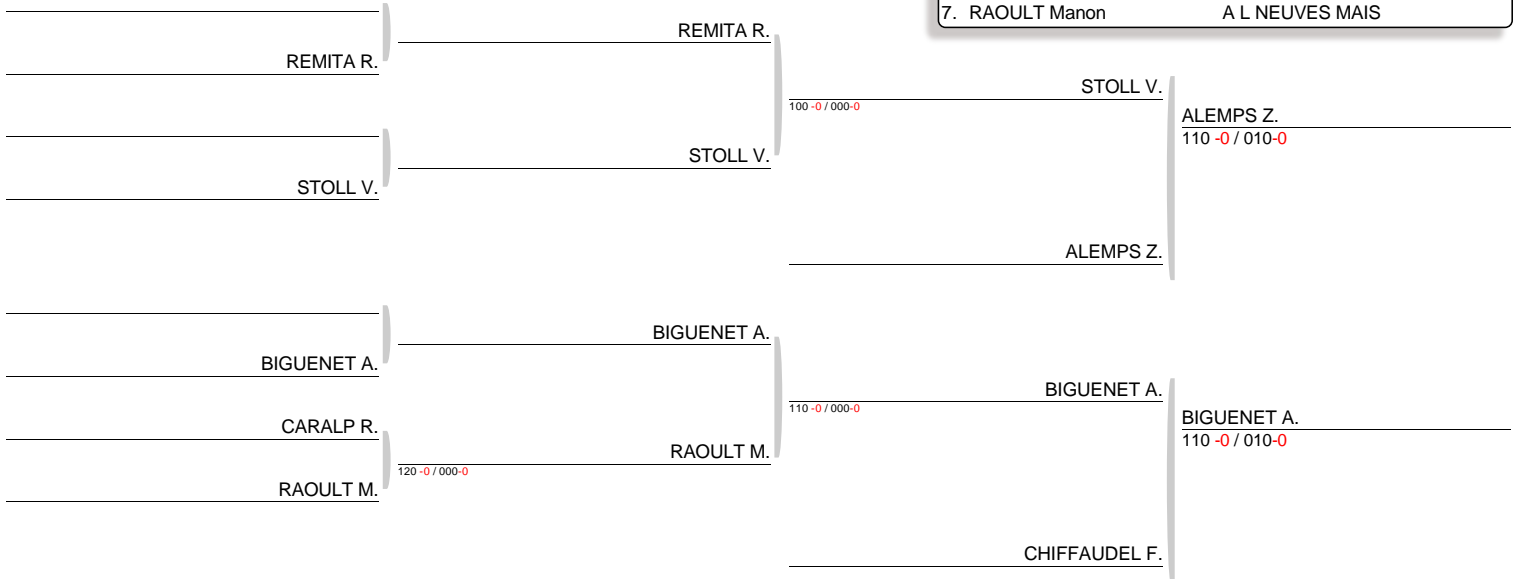 7. RAOULT Manon A L NEUVES MAIS
REMITA R.
REMITA R.
STOLL V.
100 -0 / 000-0
ALEMPS Z.
110 -0 / 010-0
STOLL V.
STOLL V.
ALEMPS Z.
BIGUENET A.
BIGUENET A.
BIGUENET A.
110 -0 / 000-0
BIGUENET A.
110 -0 / 010-0
CARALP R.
RAOULT M.
120 -0 / 000-0
RAOULT M.
CHIFFAUDEL F.